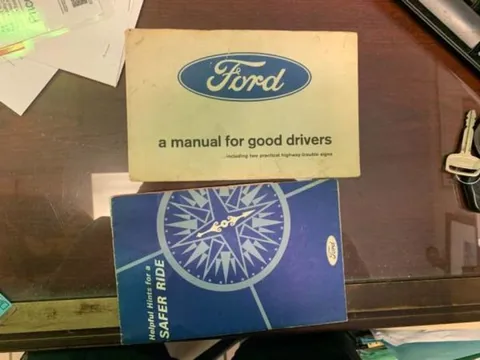 Ford
a manual for good drivers
...including two practical highway-trouble signs
Helpful Hints for a
SAFER RIDE
Ford